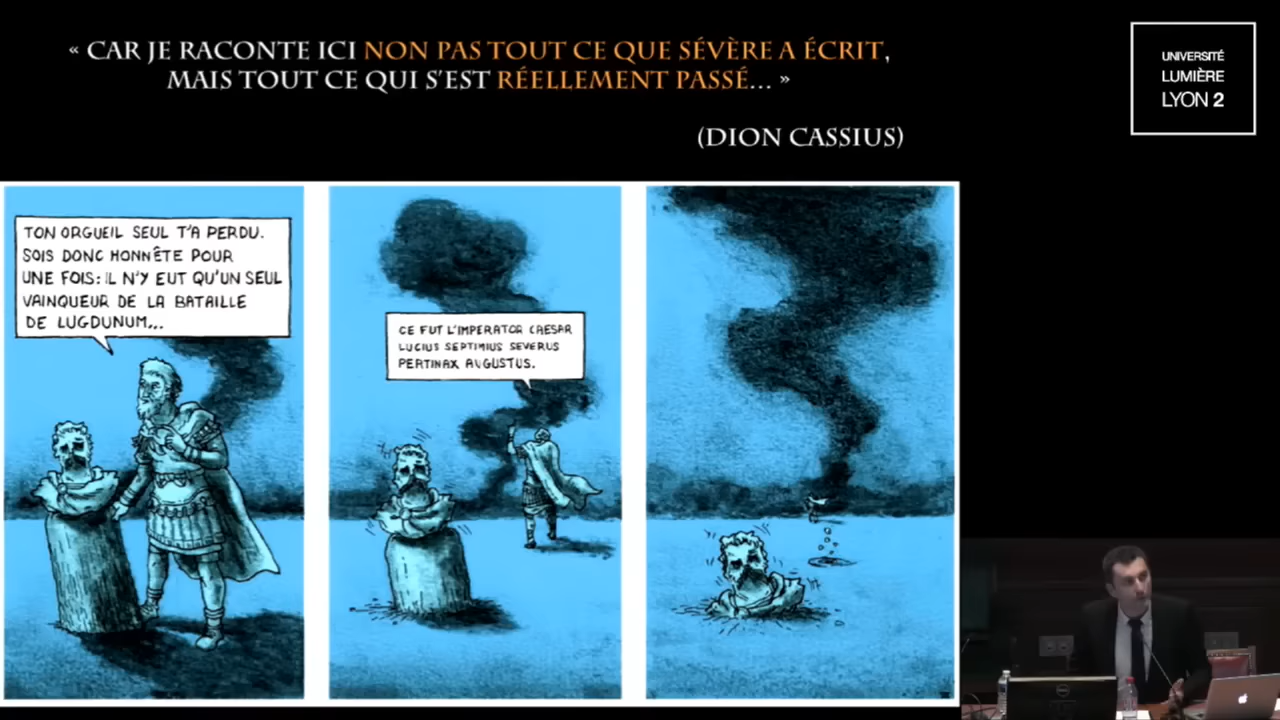 « CAR JE RACONTE ICI NON PAS TOUT CE QUE SÉVÈRE A ÉCRIT,
MAIS TOUT CE QUI S'EST RÉELLEMENT PASSÉ... »
(DION CASSIUS)
UNIVERSITÉ
LUMIÈRE
LYON 2
TON ORGUEIL SEUL T'A PERDU.
SOIS DONC HONNÊTE POUR
UNE FOIS: IL N'Y EUT QU'UN SEUL
VAINQUEUR DE LA BATAILLE
DE LUGDUNUM...
CE FUT L'IMPERATOR CAESAR
LUCIUS SEPTIMIUS SEVERUS
PERTINAX AUGUSTUS.
DELL